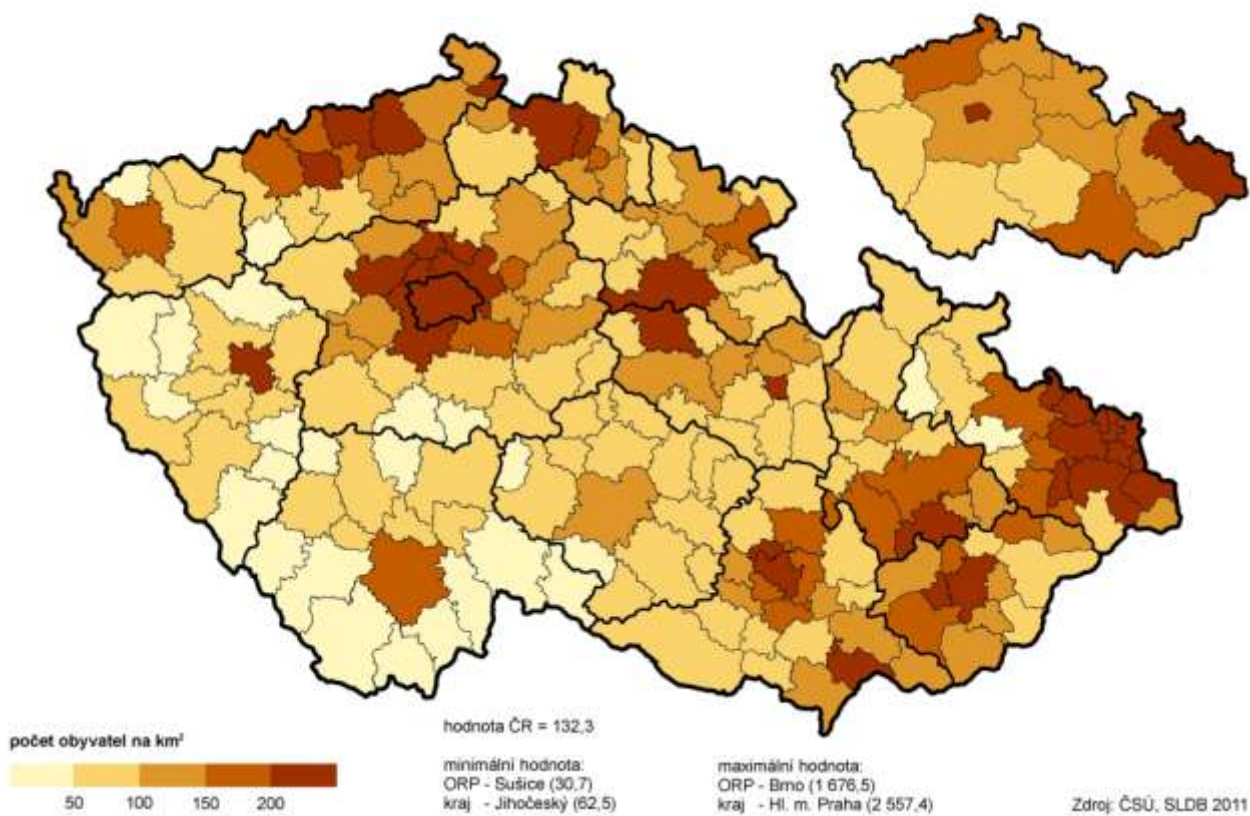 hodnota ČR = 132,3
počet obyvatel na km²
50 100 150 200
minimální hodnota:
ORP - Sušice (30,7)
kraj - Jihočeský (62,5)
maximální hodnota:
ORP - Brno (1 676,5)
kraj - Hl. m. Praha (2 557,4)
Zdroj: ČSÚ, SLDB 2011